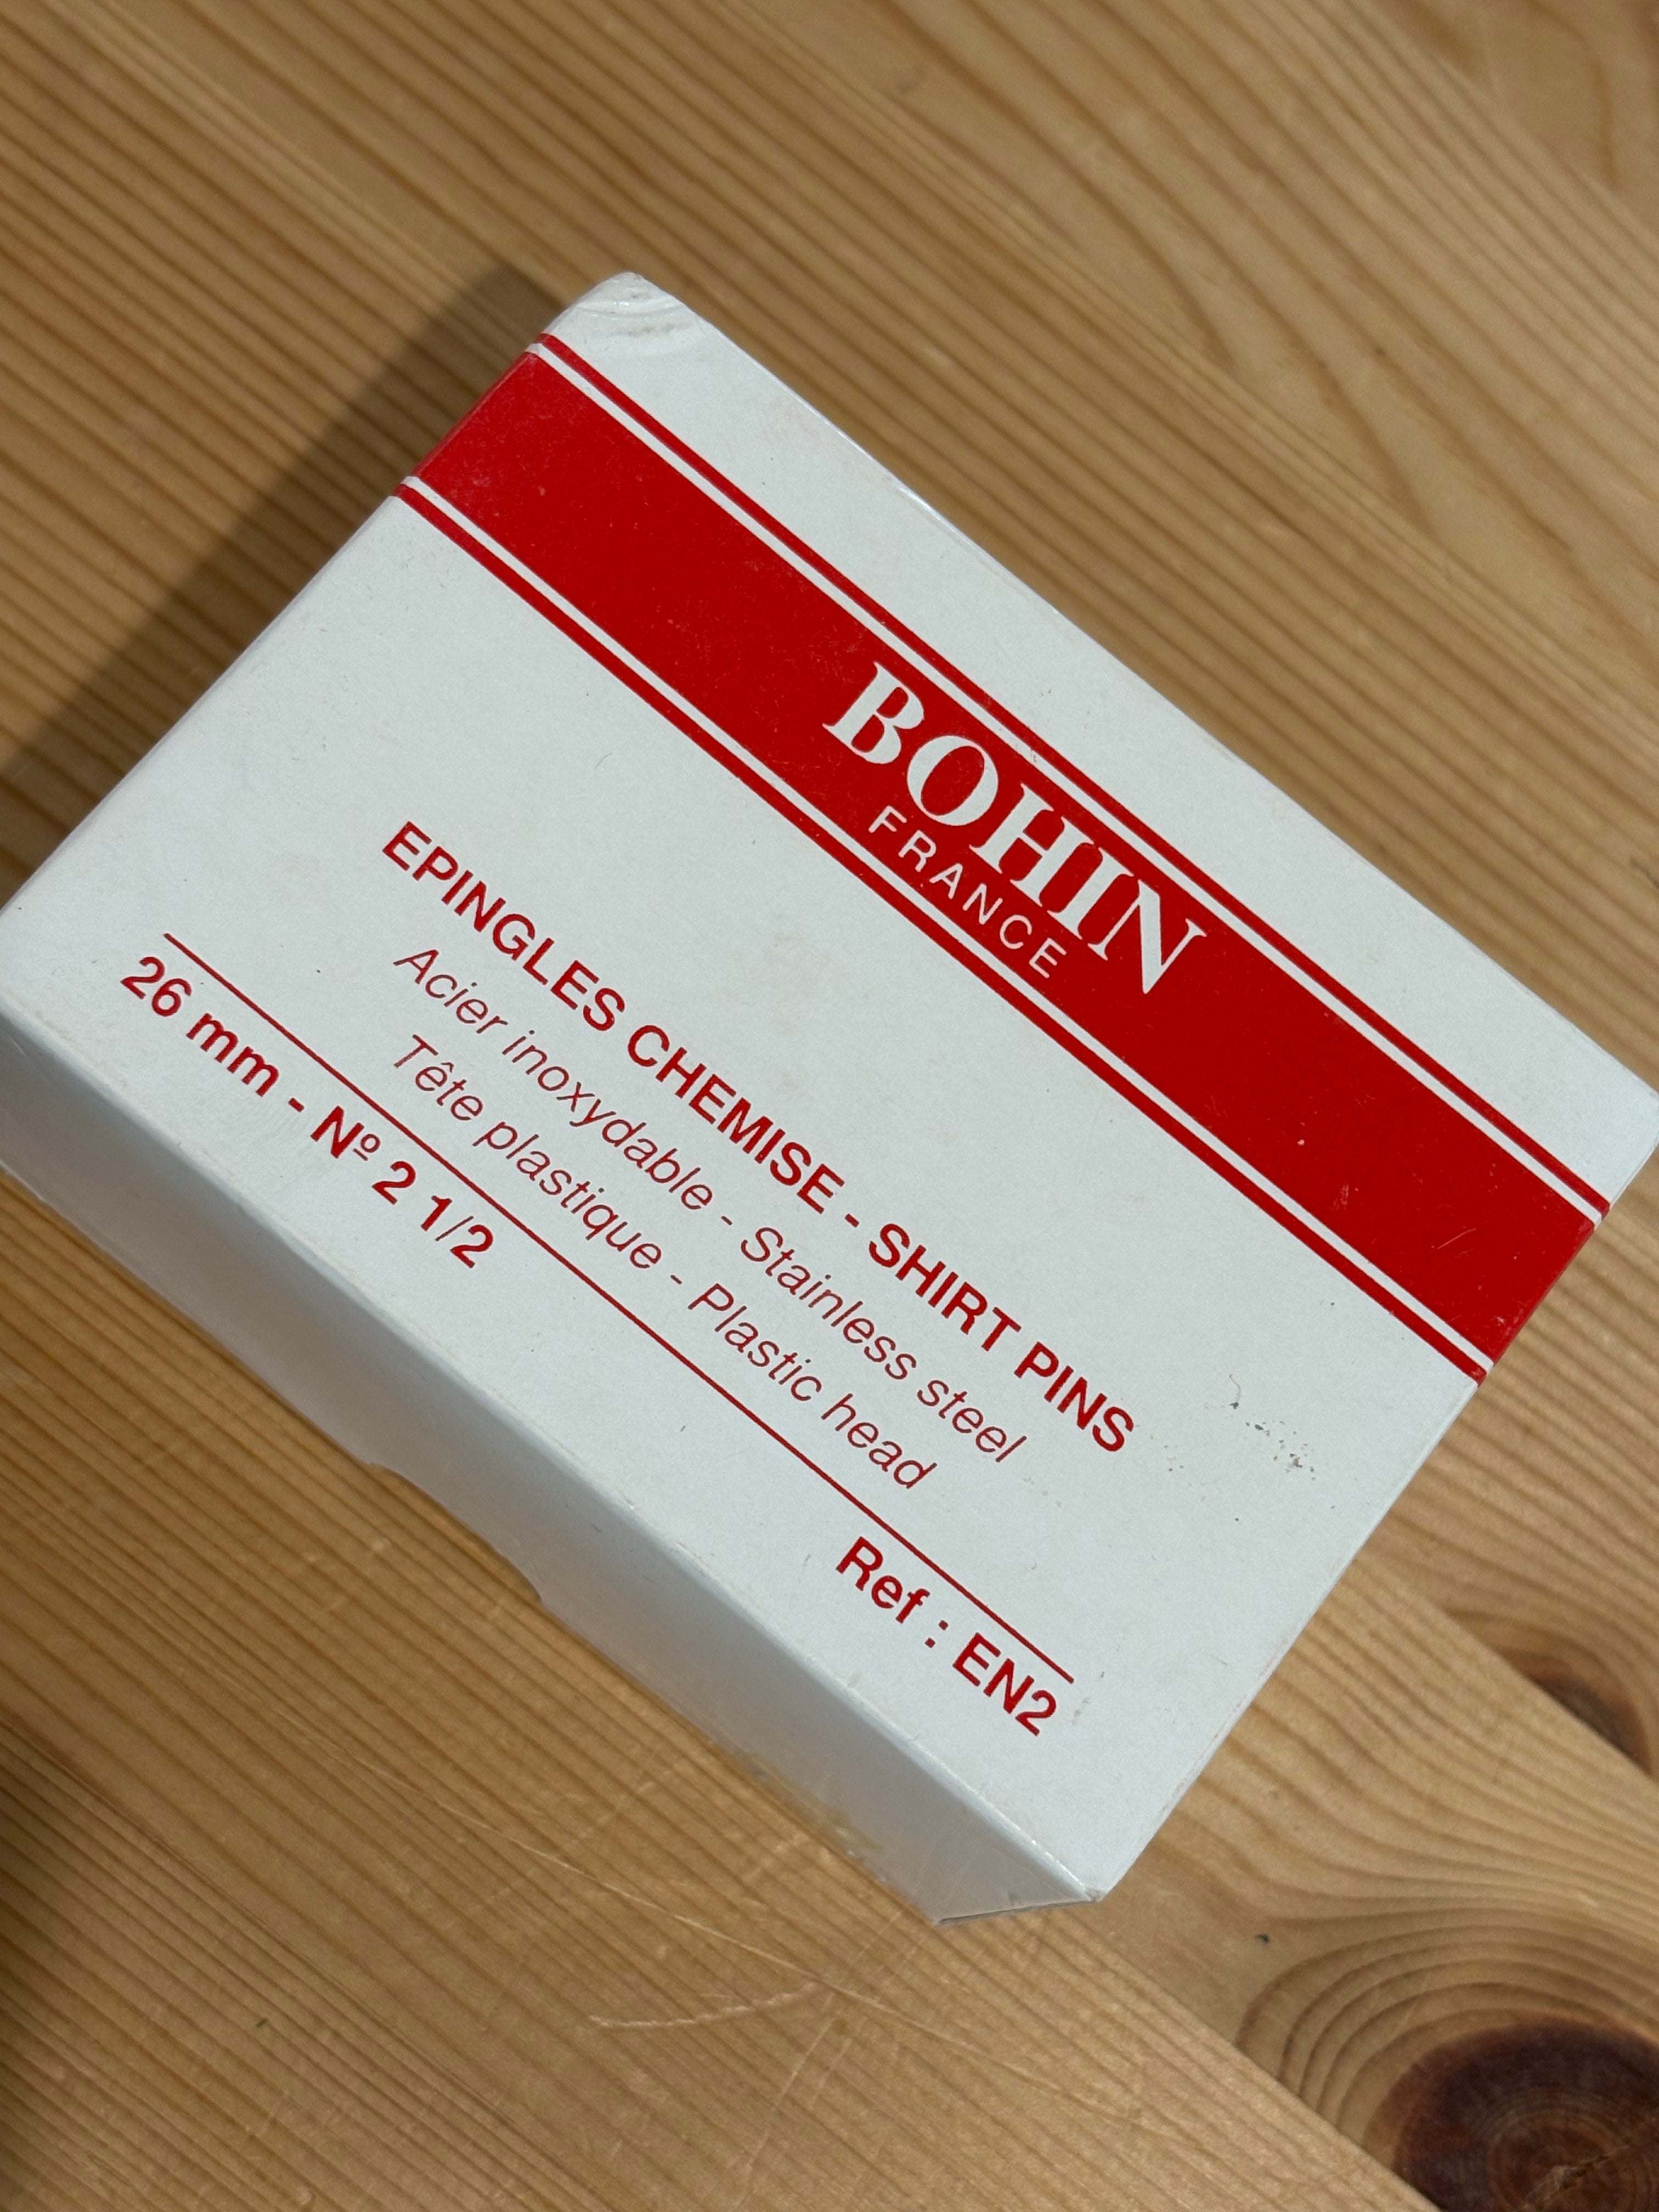 BOHIN
FRANCE
EPINGLES CHEMISE - SHIRT PINS
Acier inoxydable - Stainless steel
Tête plastique - Plastic head
26 mm - Nº 2 1/2 Ref : EN2